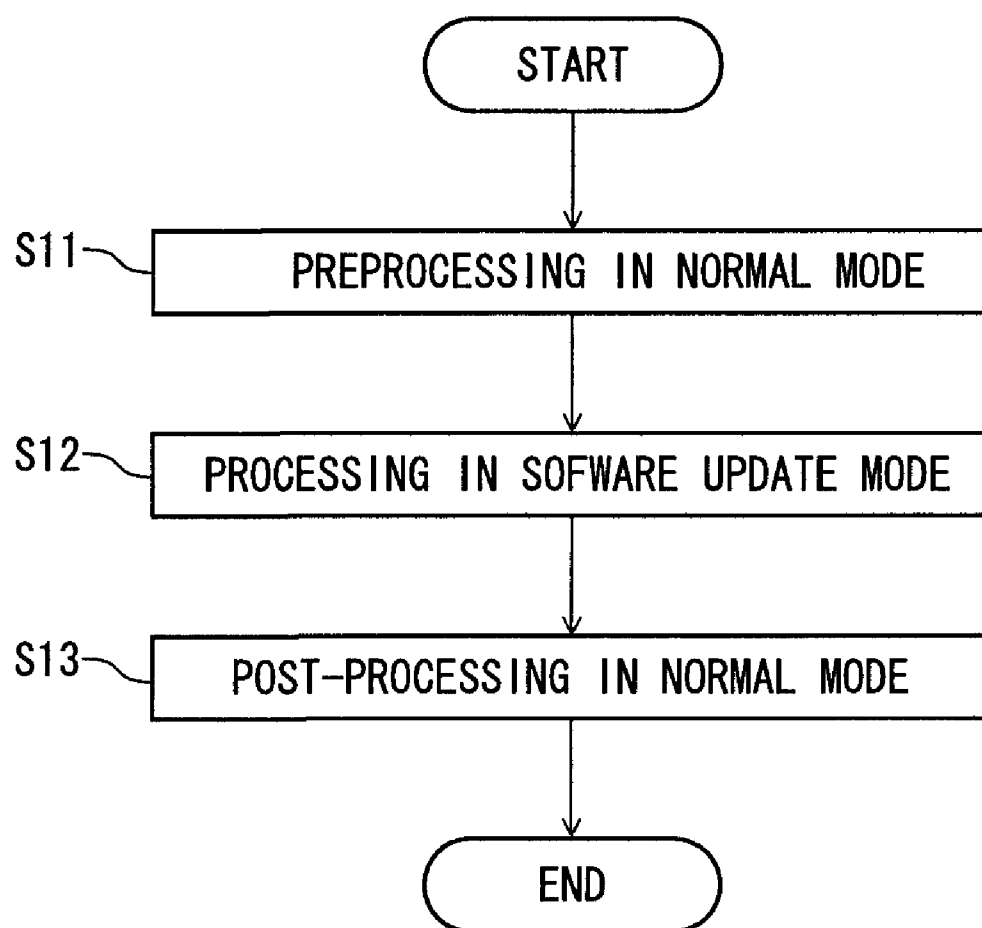 START
S11
PREPROCESSING IN NORMAL MODE
S12
PROCESSING IN SOFWARE UPDATE MODE
S13
POST-PROCESSING IN NORMAL MODE
END